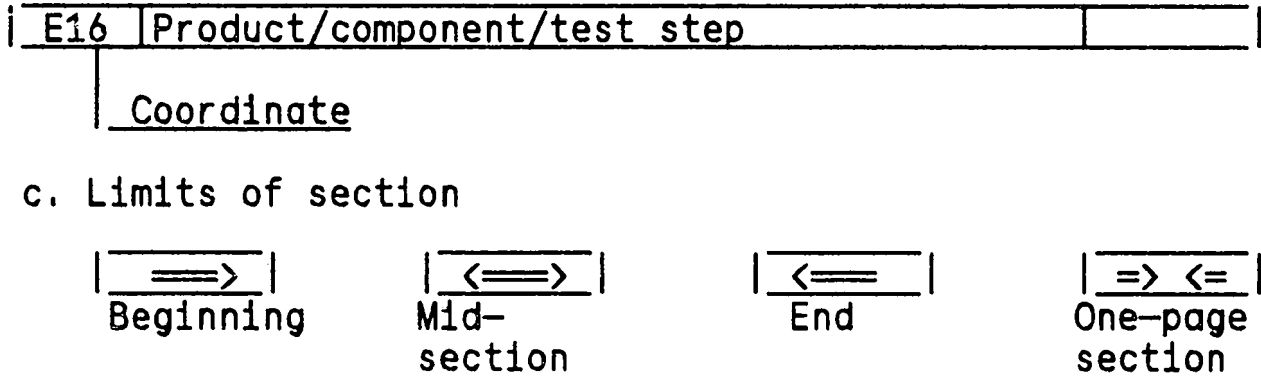 E16 Product/component/test step
Coordinate
c. Limits of section
===> <===> <=== => <=
Beginning Mid- End One-page
section section